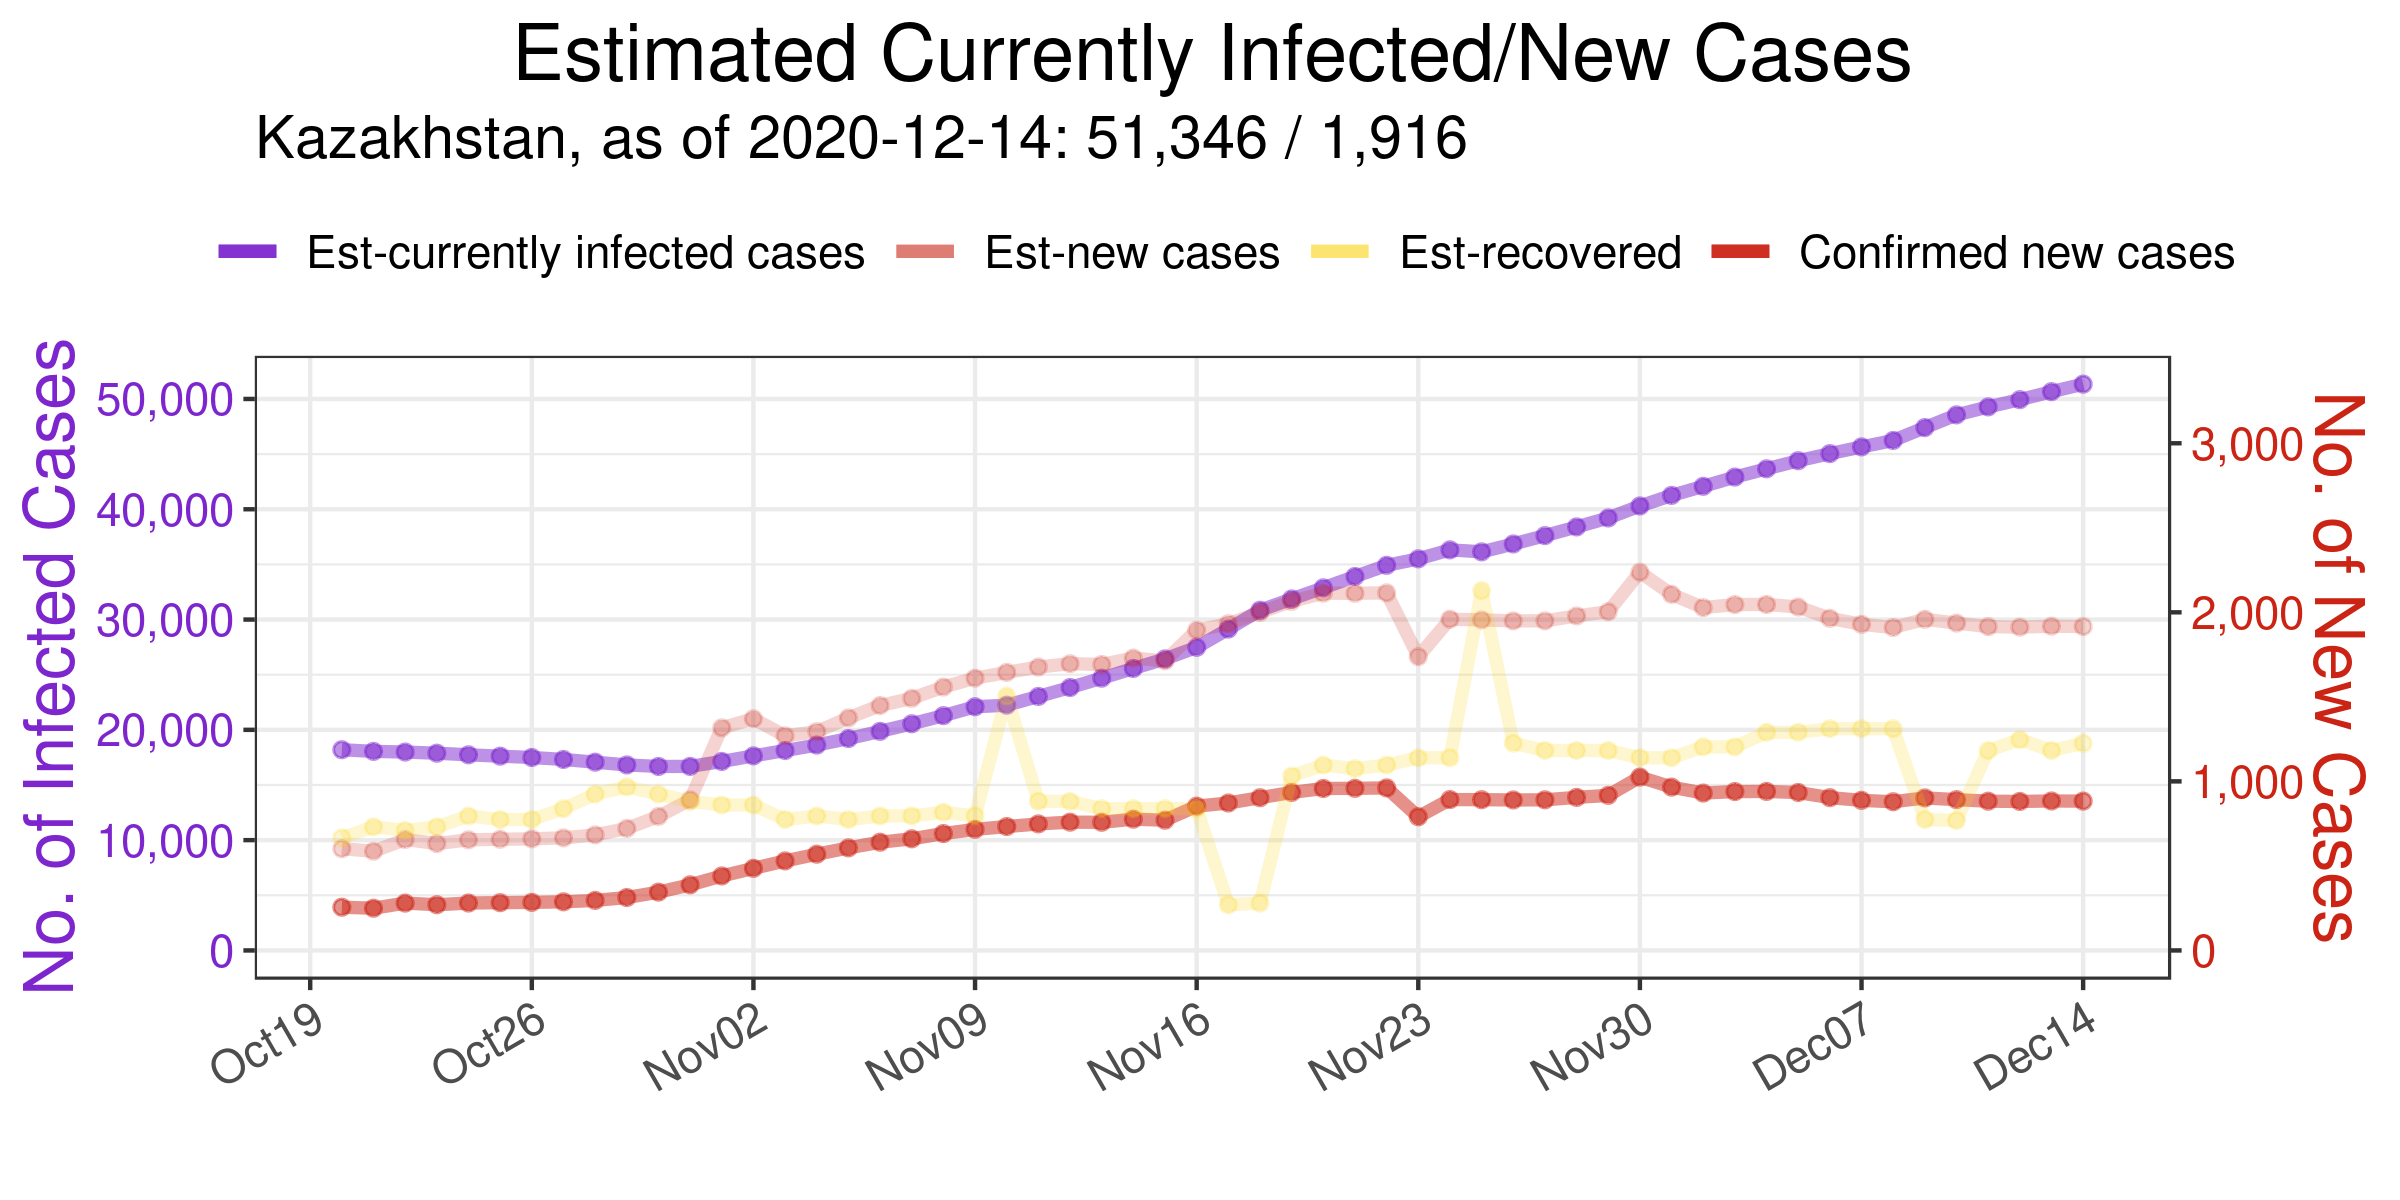 Estimated Currently Infected/New Cases
Kazakhstan, as of 2020-12-14: 51,346 / 1,916
Est-currently infected cases Est-new cases Est-recovered Confirmed new cases
No. of Infected Cases
50,000
40,000
30,000
20,000
10,000
0
3,000
2,000
1,000
0
No. of New Cases
Oct19 Oct26 Nov02 Nov09 Nov16 Nov23 Nov30 Dec07 Dec14